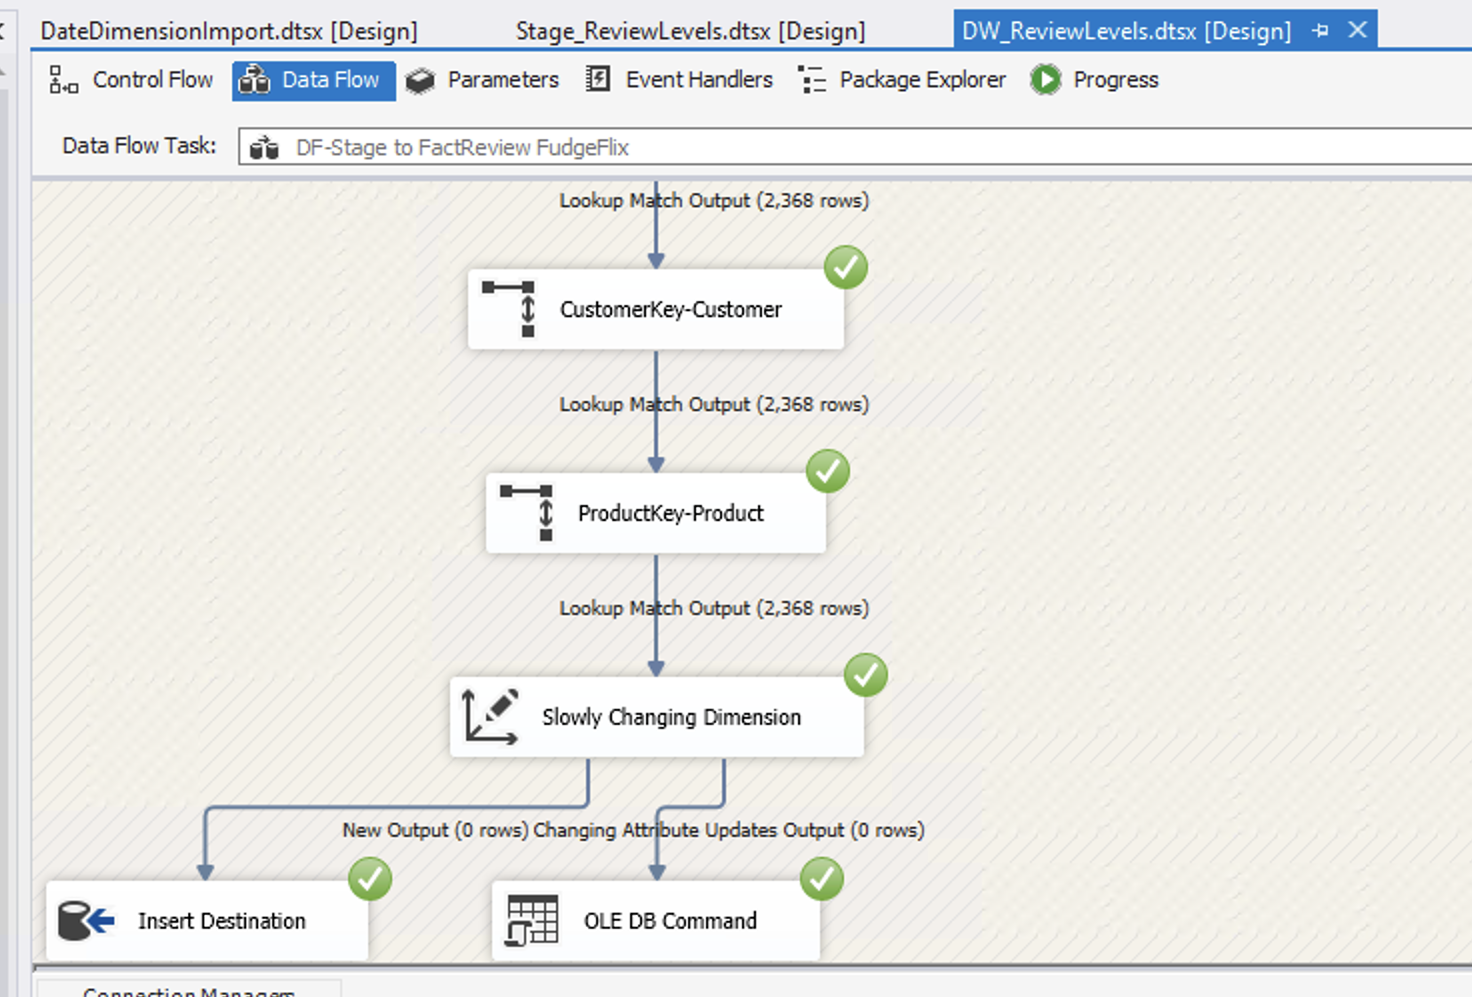 DateDimensionImport.dtsx [Design] Stage_ReviewLevels.dtsx [Design] DW_ReviewLevels.dtsx [Design]
Control Flow Data Flow Parameters Event Handlers Package Explorer Progress
Data Flow Task: DF-Stage to FactReview FudgeFlix
Lookup Match Output (2,368 rows)
CustomerKey-Customer
Lookup Match Output (2,368 rows)
ProductKey-Product
Lookup Match Output (2,368 rows)
Slowly Changing Dimension
New Output (0 rows) Changing Attribute Updates Output (0 rows)
Insert Destination OLE DB Command
Connection Managers